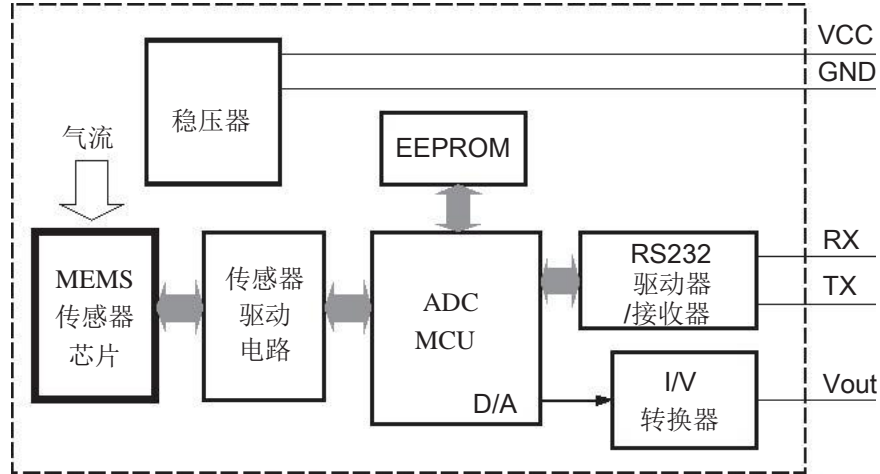 VCC
GND
稳压器
气流
EEPROM
MEMS
传感器
芯片
传感器
驱动
电路
ADC
MCU
D/A
RS232
驱动器
/接收器
RX
TX
I/V
转换器
Vout